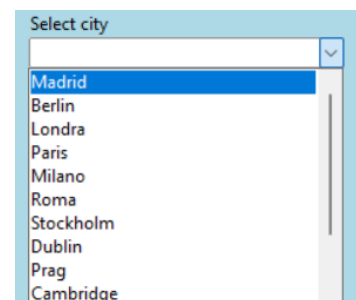 Select city
Madrid
Berlin
Londra
Paris
Milano
Roma
Stockholm
Dublin
Prag
Cambridge